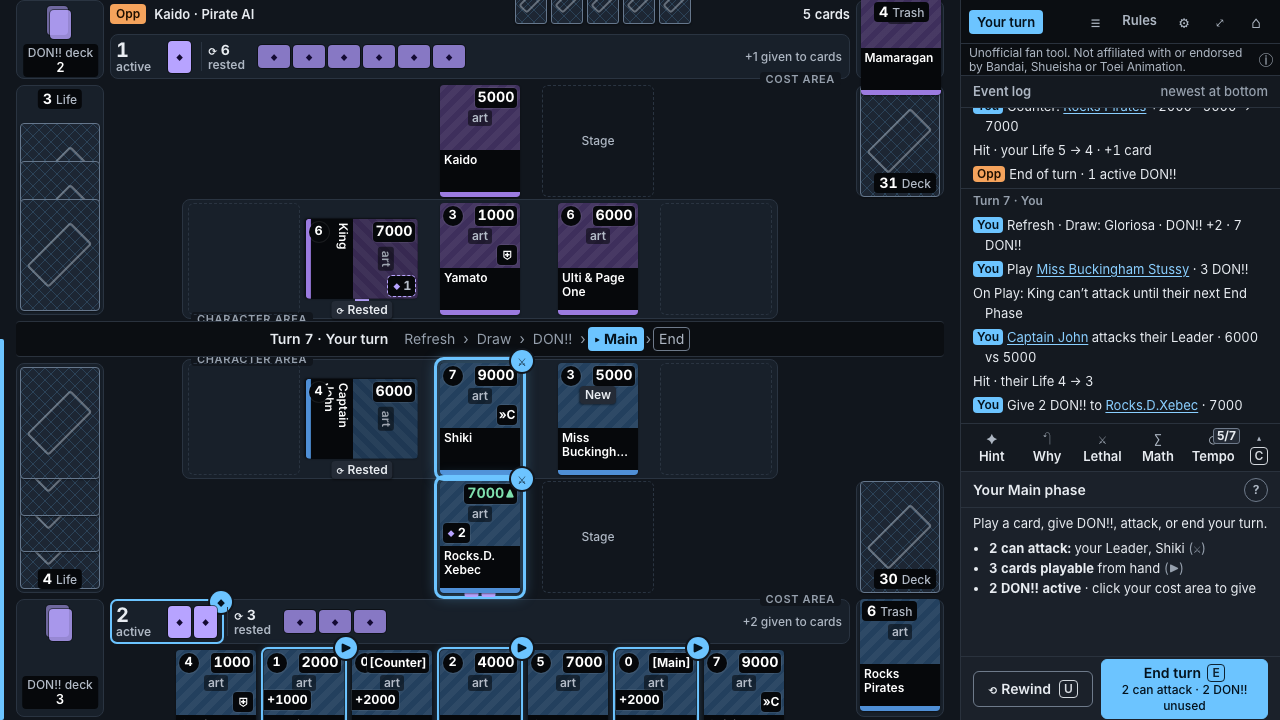 Opp Kaido · Pirate AI
5 cards
DON!! deck
2
1
active
6
rested
+1 given to cards
COST AREA
4 Trash
Mamaragan
3 Life
5000
art
Kaido
Stage
31 Deck
6
King
7000
art
1
Rested
3
1000
art
Yamato
6
6000
art
Ulti & Page
One
CHARACTER AREA
Turn 7 · Your turn
Refresh › Draw › DON!! › ▸ Main › End
CHARACTER AREA
4
Captain
John
6000
art
Rested
7
9000
art
»C
Shiki
3
5000
New
Miss
Buckingh…
7000▲
art
2
Rocks.D.
Xebec
Stage
4 Life
30 Deck
DON!! deck
3
2
active
3
rested
+2 given to cards
COST AREA
6 Trash
art
Rocks
Pirates
4
1000
art
1
2000
art
+1000
0
[Counter]
art
+2000
2
4000
art
5
7000
art
0
[Main]
art
+2000
7
9000
art
»C
Your turn
Rules
Unofficial fan tool. Not affiliated with or endorsed
by Bandai, Shueisha or Toei Animation.
Event log
newest at bottom
You Counter: Rocks Pirates +2000 · 5000 →
7000
Hit · your Life 5 → 4 · +1 card
Opp End of turn · 1 active DON!!
Turn 7 · You
You Refresh · Draw: Gloriosa · DON!! +2 · 7
DON!!
You Play Miss Buckingham Stussy · 3 DON!!
On Play: King can’t attack until their next End
Phase
You Captain John attacks their Leader · 6000
vs 5000
Hit · their Life 4 → 3
You Give 2 DON!! to Rocks.D.Xebec · 7000
Hint
Why
Lethal
Math
5/7
Tempo
C
Your Main phase
?
Play a card, give DON!!, attack, or end your turn.
• 2 can attack: your Leader, Shiki (⚔)
• 3 cards playable from hand (▶)
• 2 DON!! active · click your cost area to give
Rewind U
End turn E
2 can attack · 2 DON!!
unused